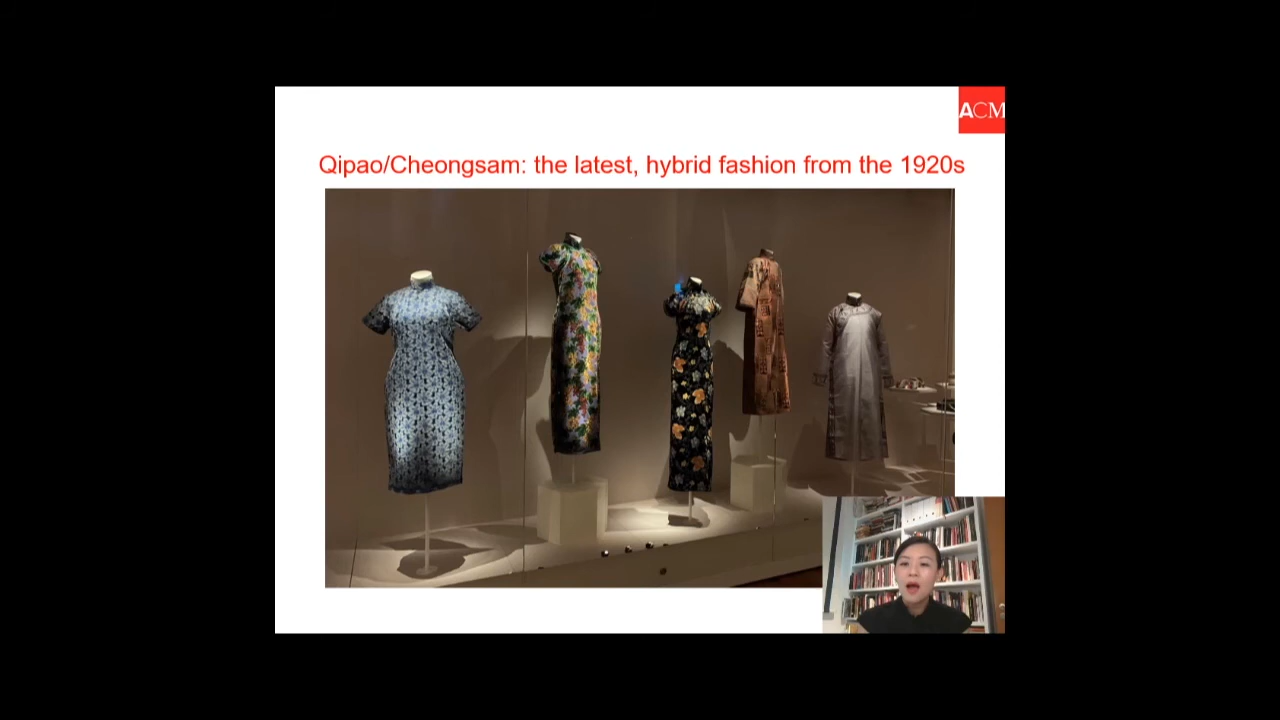 ACM
Qipao/Cheongsam: the latest, hybrid fashion from the 1920s